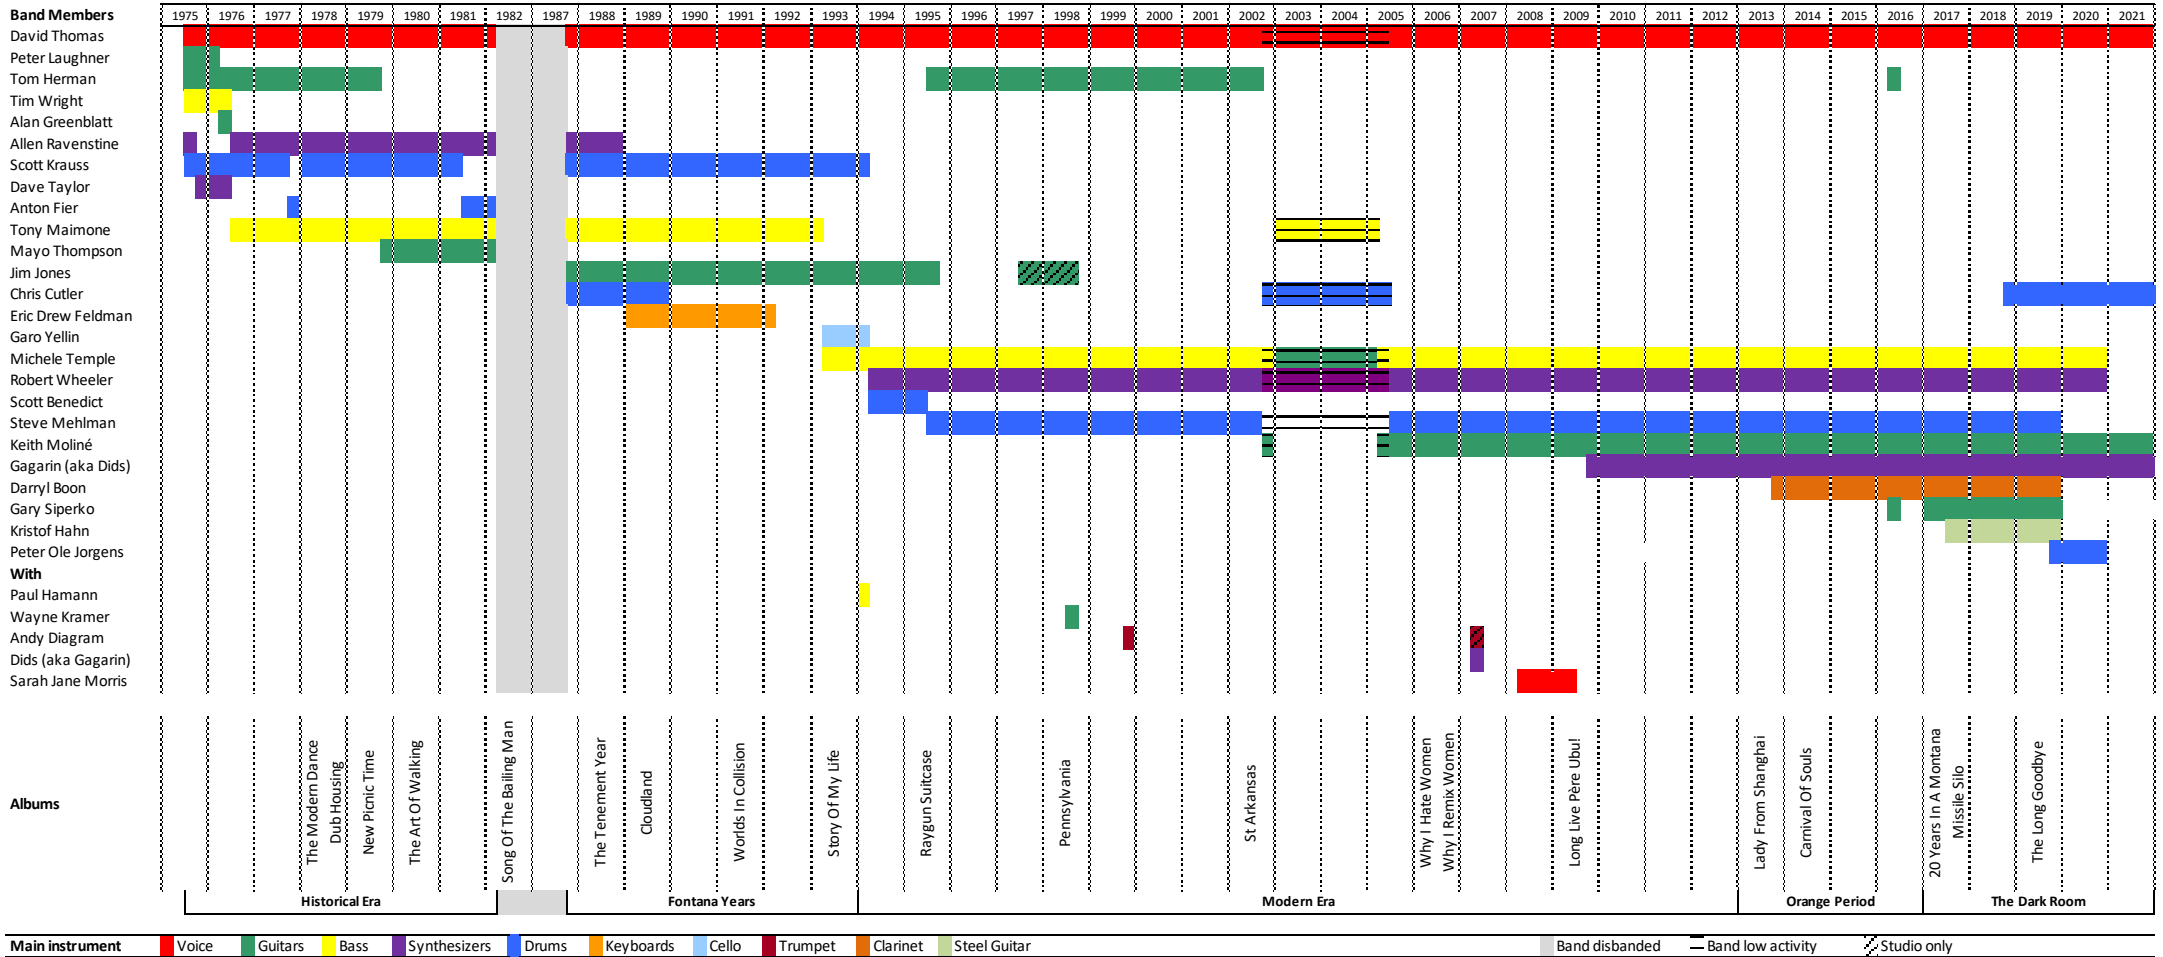 Band Members 1975 1976 1977 1978 1979 1980 1981 1982 1987 1988 1989 1990 1991 1992 1993 1994 1995 1996 1997 1998 1999 2000 2001 2002 2003 2004 2005 2006 2007 2008 2009 2010 2011 2012 2013 2014 2015 2016 2017 2018 2019 2020 2021
David Thomas
Peter Laughner
Tom Herman
Tim Wright
Alan Greenblatt
Allen Ravenstine
Scott Krauss
Dave Taylor
Anton Fier
Tony Maimone
Mayo Thompson
Jim Jones
Chris Cutler
Eric Drew Feldman
Garo Yellin
Michele Temple
Robert Wheeler
Scott Benedict
Steve Mehlman
Keith Moliné
Gagarin (aka Dids)
Darryl Boon
Gary Siperko
Kristof Hahn
Peter Ole Jorgens
With
Paul Hamann
Wayne Kramer
Andy Diagram
Dids (aka Gagarin)
Sarah Jane Morris
Albums
The Modern Dance
Dub Housing
New Picnic Time
The Art Of Walking
Song Of The Bailing Man
The Tenement Year
Cloudland
Worlds In Collision
Story Of My Life
Raygun Suitcase
Pennsylvania
St Arkansas
Why I Hate Women
Why I Remix Women
Long Live Père Ubu!
Lady From Shanghai
Carnival Of Souls
20 Years In A Montana
Missile Silo
The Long Goodbye
Historical Era Fontana Years Modern Era Orange Period The Dark Room
Main instrument Voice Guitars Bass Synthesizers Drums Keyboards Cello Trumpet Clarinet Steel Guitar Band disbanded Band low activity Studio only